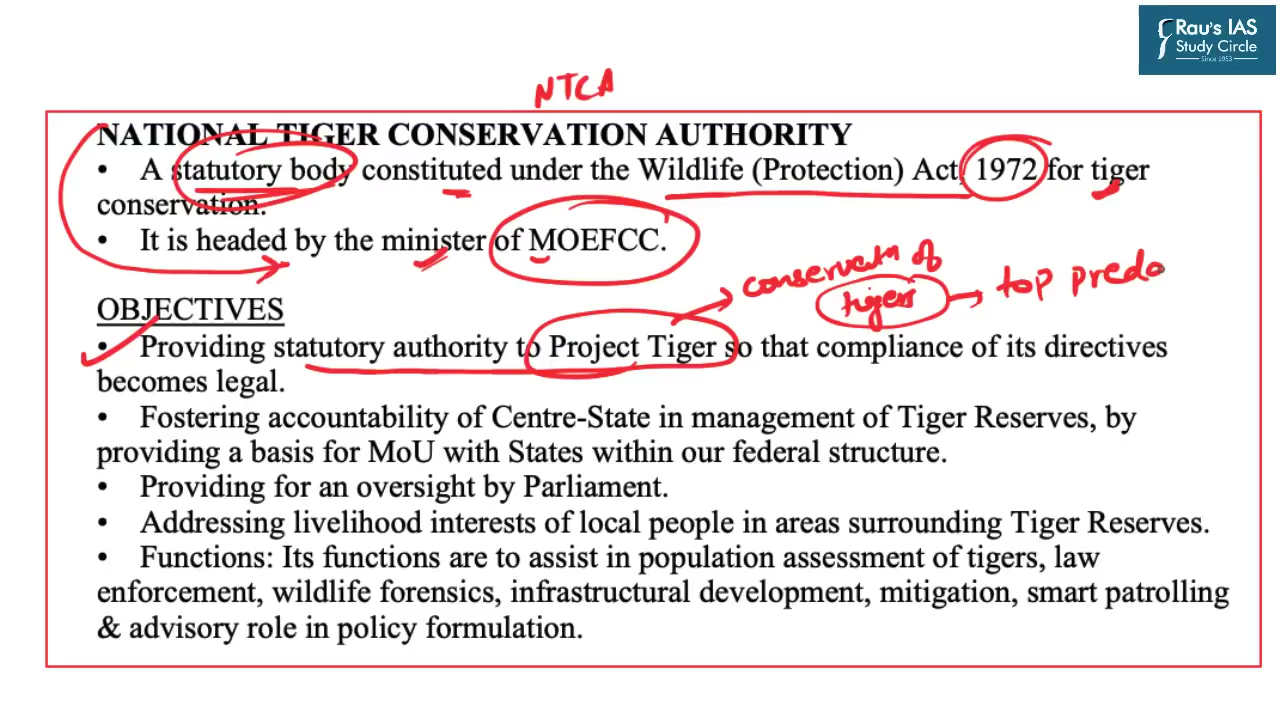 Rau's IAS
Study Circle
Since 1953
NTCA
NATIONAL TIGER CONSERVATION AUTHORITY
• A statutory body constituted under the Wildlife (Protection) Act, 1972 for tiger
conservation.
• It is headed by the minister of MOEFCC.
conservatn of
tigers → top preda
OBJECTIVES
• Providing statutory authority to Project Tiger so that compliance of its directives
becomes legal.
• Fostering accountability of Centre-State in management of Tiger Reserves, by
providing a basis for MoU with States within our federal structure.
• Providing for an oversight by Parliament.
• Addressing livelihood interests of local people in areas surrounding Tiger Reserves.
• Functions: Its functions are to assist in population assessment of tigers, law
enforcement, wildlife forensics, infrastructural development, mitigation, smart patrolling
& advisory role in policy formulation.